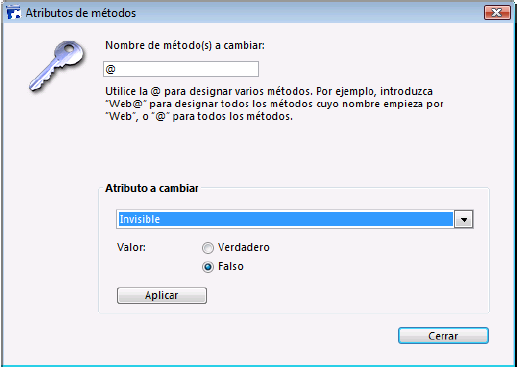 Atributos de métodos
Nombre de método(s) a cambiar:
@
Utilice la @ para designar varios métodos. Por ejemplo, introduzca
"Web@" para designar todos los métodos cuyo nombre empieza por
"Web", o "@" para todos los métodos.
Atributo a cambiar
Invisible
Valor:
Verdadero
Falso
Aplicar
Cerrar